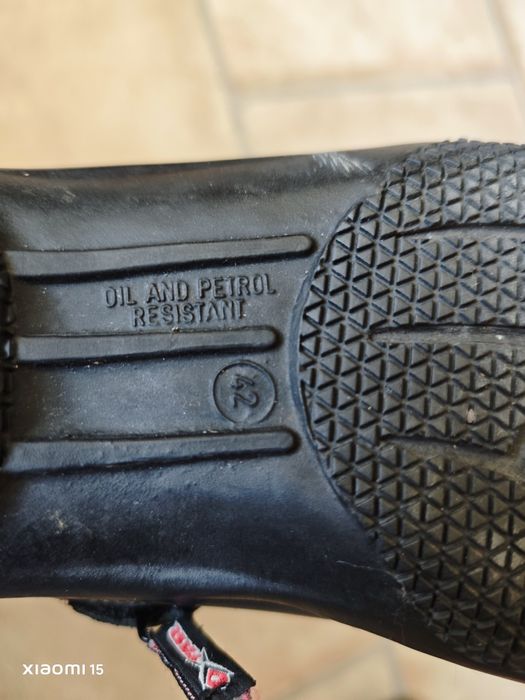 OIL AND PETROL
RESISTANT
42
XIAOMI 15